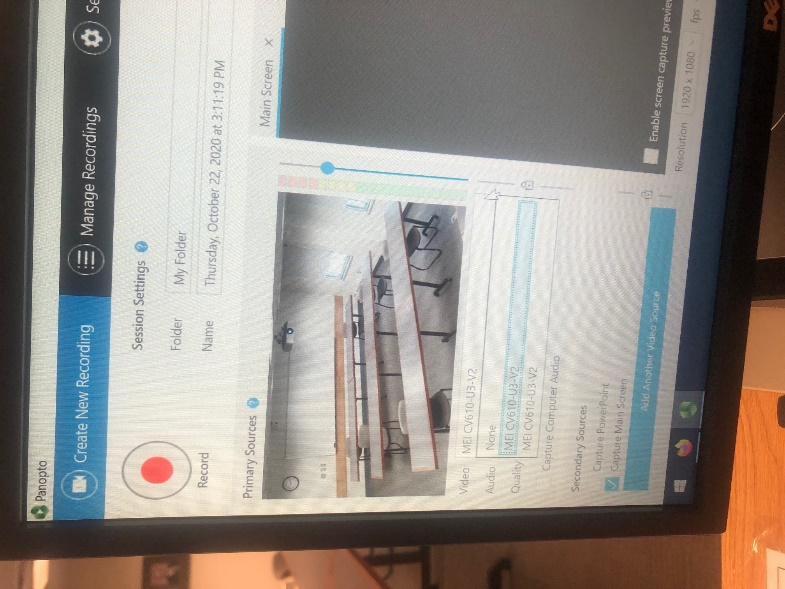 Panopto
Create New Recording
Manage Recordings
Se
Record
Session Settings ?
Folder
My Folder
Name
Thursday, October 22, 2020 at 3:11:19 PM
Primary Sources ?
Main Screen ×
Video MEI CV610-U3-V2
Audio None
MEI CV610-U3-V2
Quality MEI CV610-U3-V2
Capture Computer Audio
Secondary Sources
Capture PowerPoint
Capture Main Screen
Add Another Video Source
Enable screen capture preview
Resolution 1920 x 1080 fps